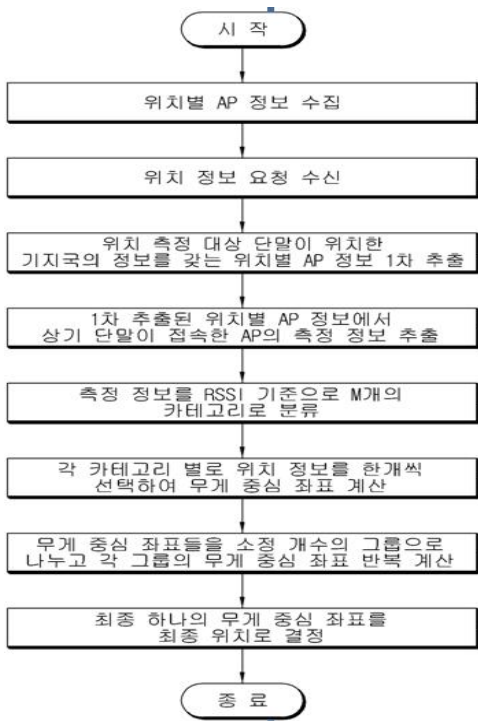 시 작
위치별 AP 정보 수집
위치 정보 요청 수신
위치 측정 대상 단말이 위치한
기지국의 정보를 갖는 위치별 AP 정보 1차 추출
1차 추출된 위치별 AP 정보에서
상기 단말이 접속한 AP의 측정 정보 추출
측정 정보를 RSSI 기준으로 M개의
카테고리로 분류
각 카테고리 별로 위치 정보를 한개씩
선택하여 무게 중심 좌표 계산
무게 중심 좌표들을 소정 개수의 그룹으로
나누고 각 그룹의 무게 중심 좌표 반복 계산
최종 하나의 무게 중심 좌표를
최종 위치로 결정
종 료